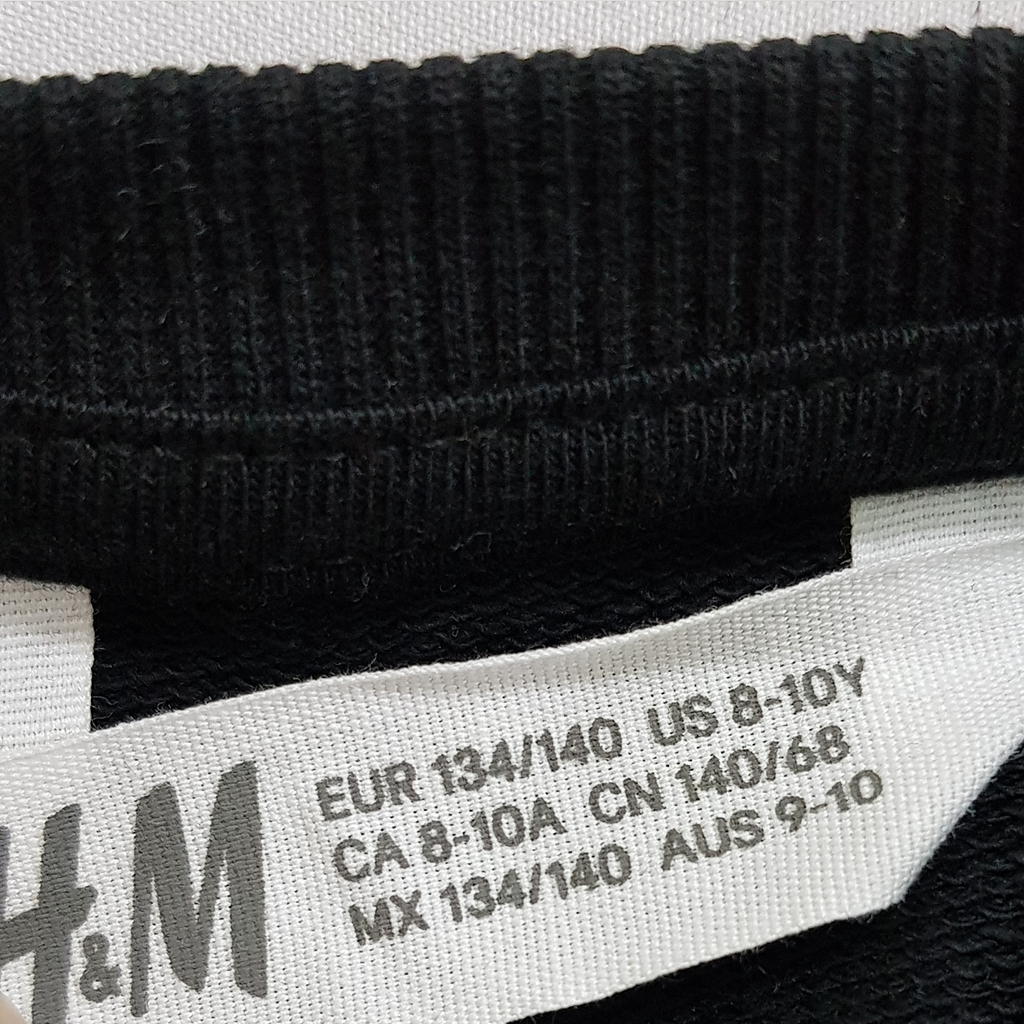 H&M
EUR 134/140 US 8-10Y
CA 8-10A CN 140/68
MX 134/140 AUS 9-10